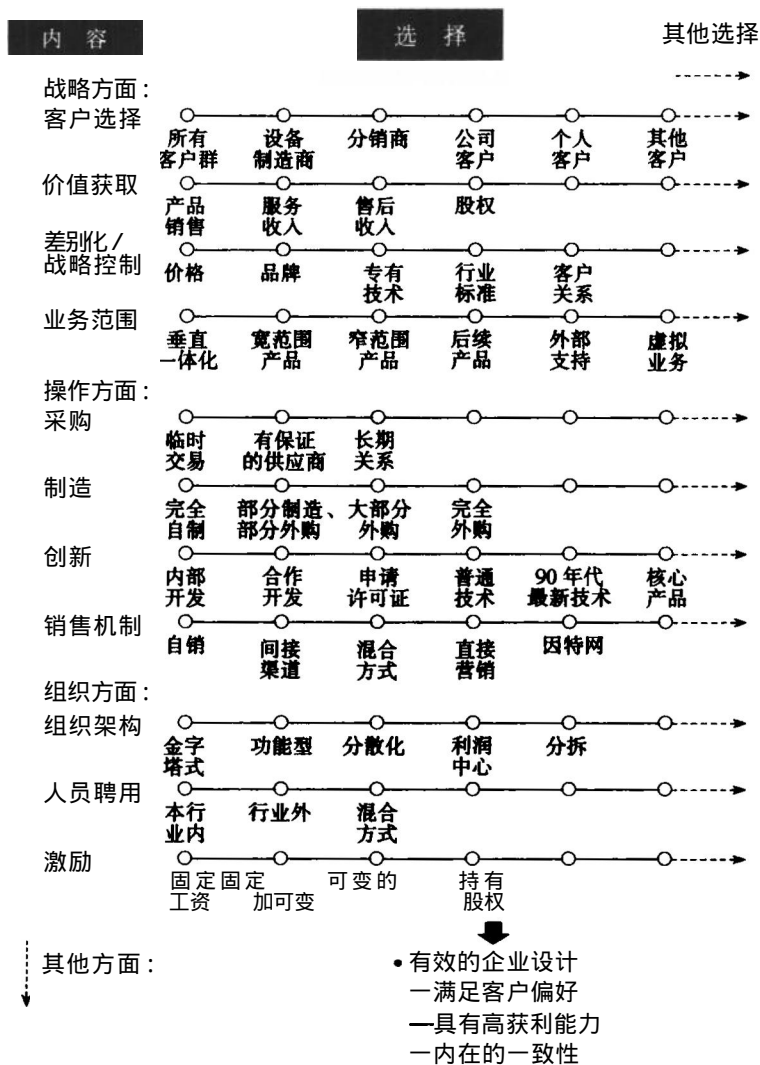 内 容 选 择 其他选择
战略方面：
客户选择
所有 设备 分销商 公司 个人 其他
客户群 制造商 客户 客户 客户
价值获取
产品 服务 售后 股权
销售 收入 收入
差别化/
战略控制
价格 品牌 专有 行业 客户
技术 标准 关系
业务范围
垂直 宽范围 窄范围 后续 外部 虚拟
一体化 产品 产品 产品 支持 业务
操作方面：
采购
临时 有保证 长期
交易 的供应商 关系
制造
完全 部分制造、 大部分 完全
自制 部分外购 外购 外购
创新
内部 合作 申请 普通 90 年代 核心
开发 开发 许可证 技术 最新技术 产品
销售机制
自销 间接 混合 直接 因特网
渠道 方式 营销
组织方面：
组织架构
金字 功能型 分散化 利润 分拆
塔式 中心
人员聘用
本行 行业外 混合
业内 方式
激励
固定 固定 可变的 持有
工资 加可变 股权
其他方面：
• 有效的企业设计
—满足客户偏好
—具有高获利能力
—内在的一致性